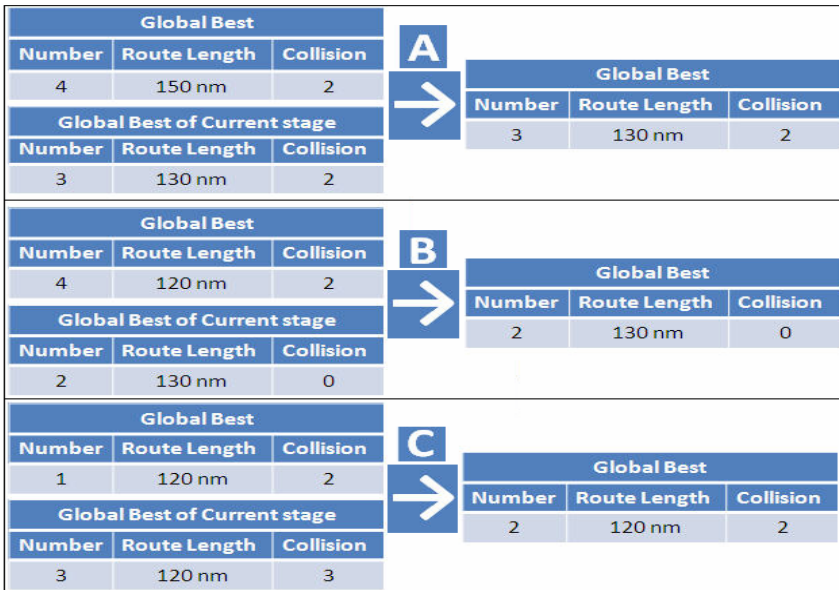 Global Best
Number Route Length Collision
4 150 nm 2
Global Best of Current stage
Number Route Length Collision
3 130 nm 2
A
Global Best
Number Route Length Collision
3 130 nm 2
Global Best
Number Route Length Collision
4 120 nm 2
Global Best of Current stage
Number Route Length Collision
2 130 nm 0
B
Global Best
Number Route Length Collision
2 130 nm 0
Global Best
Number Route Length Collision
1 120 nm 2
Global Best of Current stage
Number Route Length Collision
3 120 nm 3
C
Global Best
Number Route Length Collision
2 120 nm 2